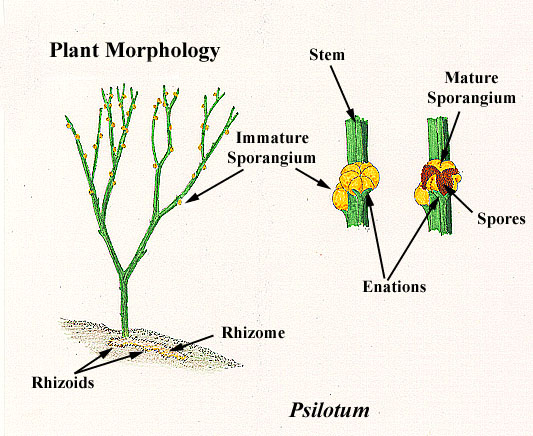 Plant Morphology
Stem
Mature
Sporangium
Immature
Sporangium
Spores
Enations
Rhizome
Rhizoids
Psilotum